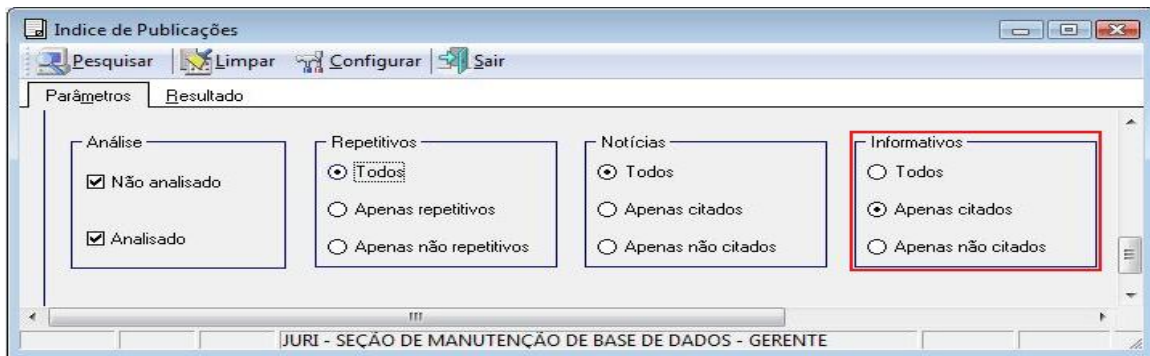 Indice de Publicações
Pesquisar Limpar Configurar Sair
Parâmetros Resultado
Análise
Não analisado
Analisado
Repetitivos
Todos
Apenas repetitivos
Apenas não repetitivos
Notícias
Todos
Apenas citados
Apenas não citados
Informativos
Todos
Apenas citados
Apenas não citados
JURI - SEÇÃO DE MANUTENÇÃO DE BASE DE DADOS - GERENTE